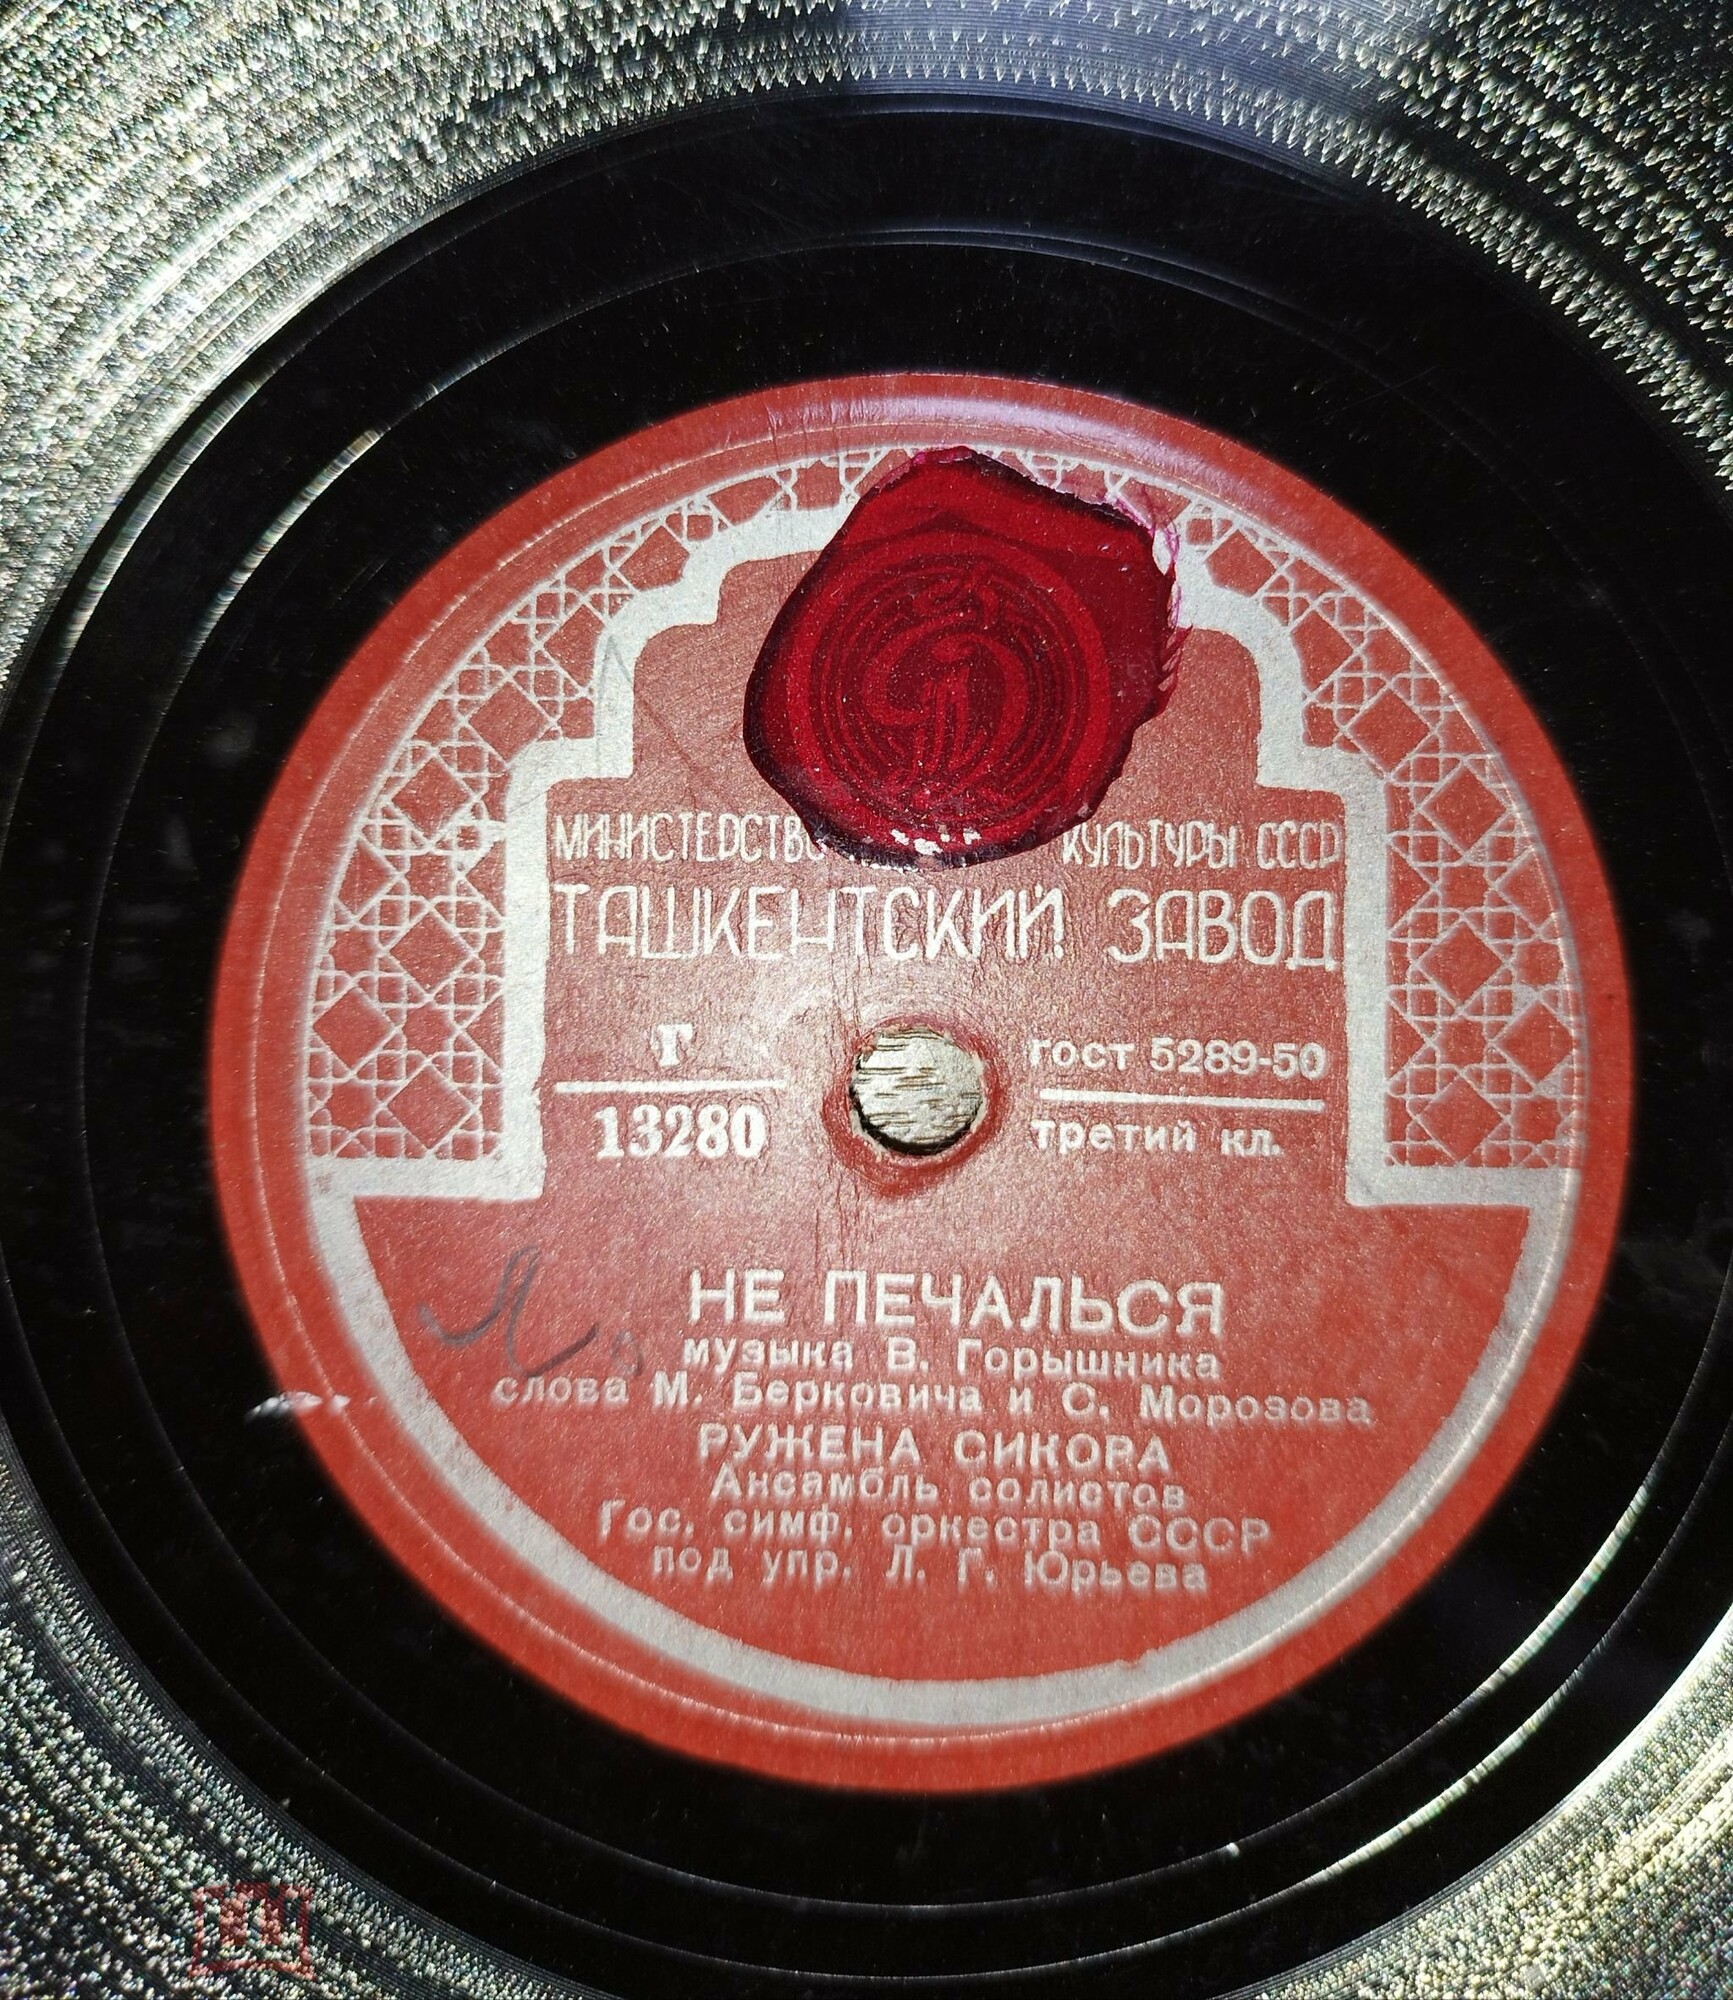 МИНИСТЕРСТВО КУЛЬТУРЫ СССР
ТАШКЕНТСКИЙ ЗАВОД
Т
13280
гост 5289-50
третий кл.
НЕ ПЕЧАЛЬСЯ
музыка В. Горышника
слова М. Берковича и С. Морозова
РУЖЕНА СИКОРА
Ансамбль солистов
Гос. симф. оркестра СССР
под упр. Л. Г. Юрьева